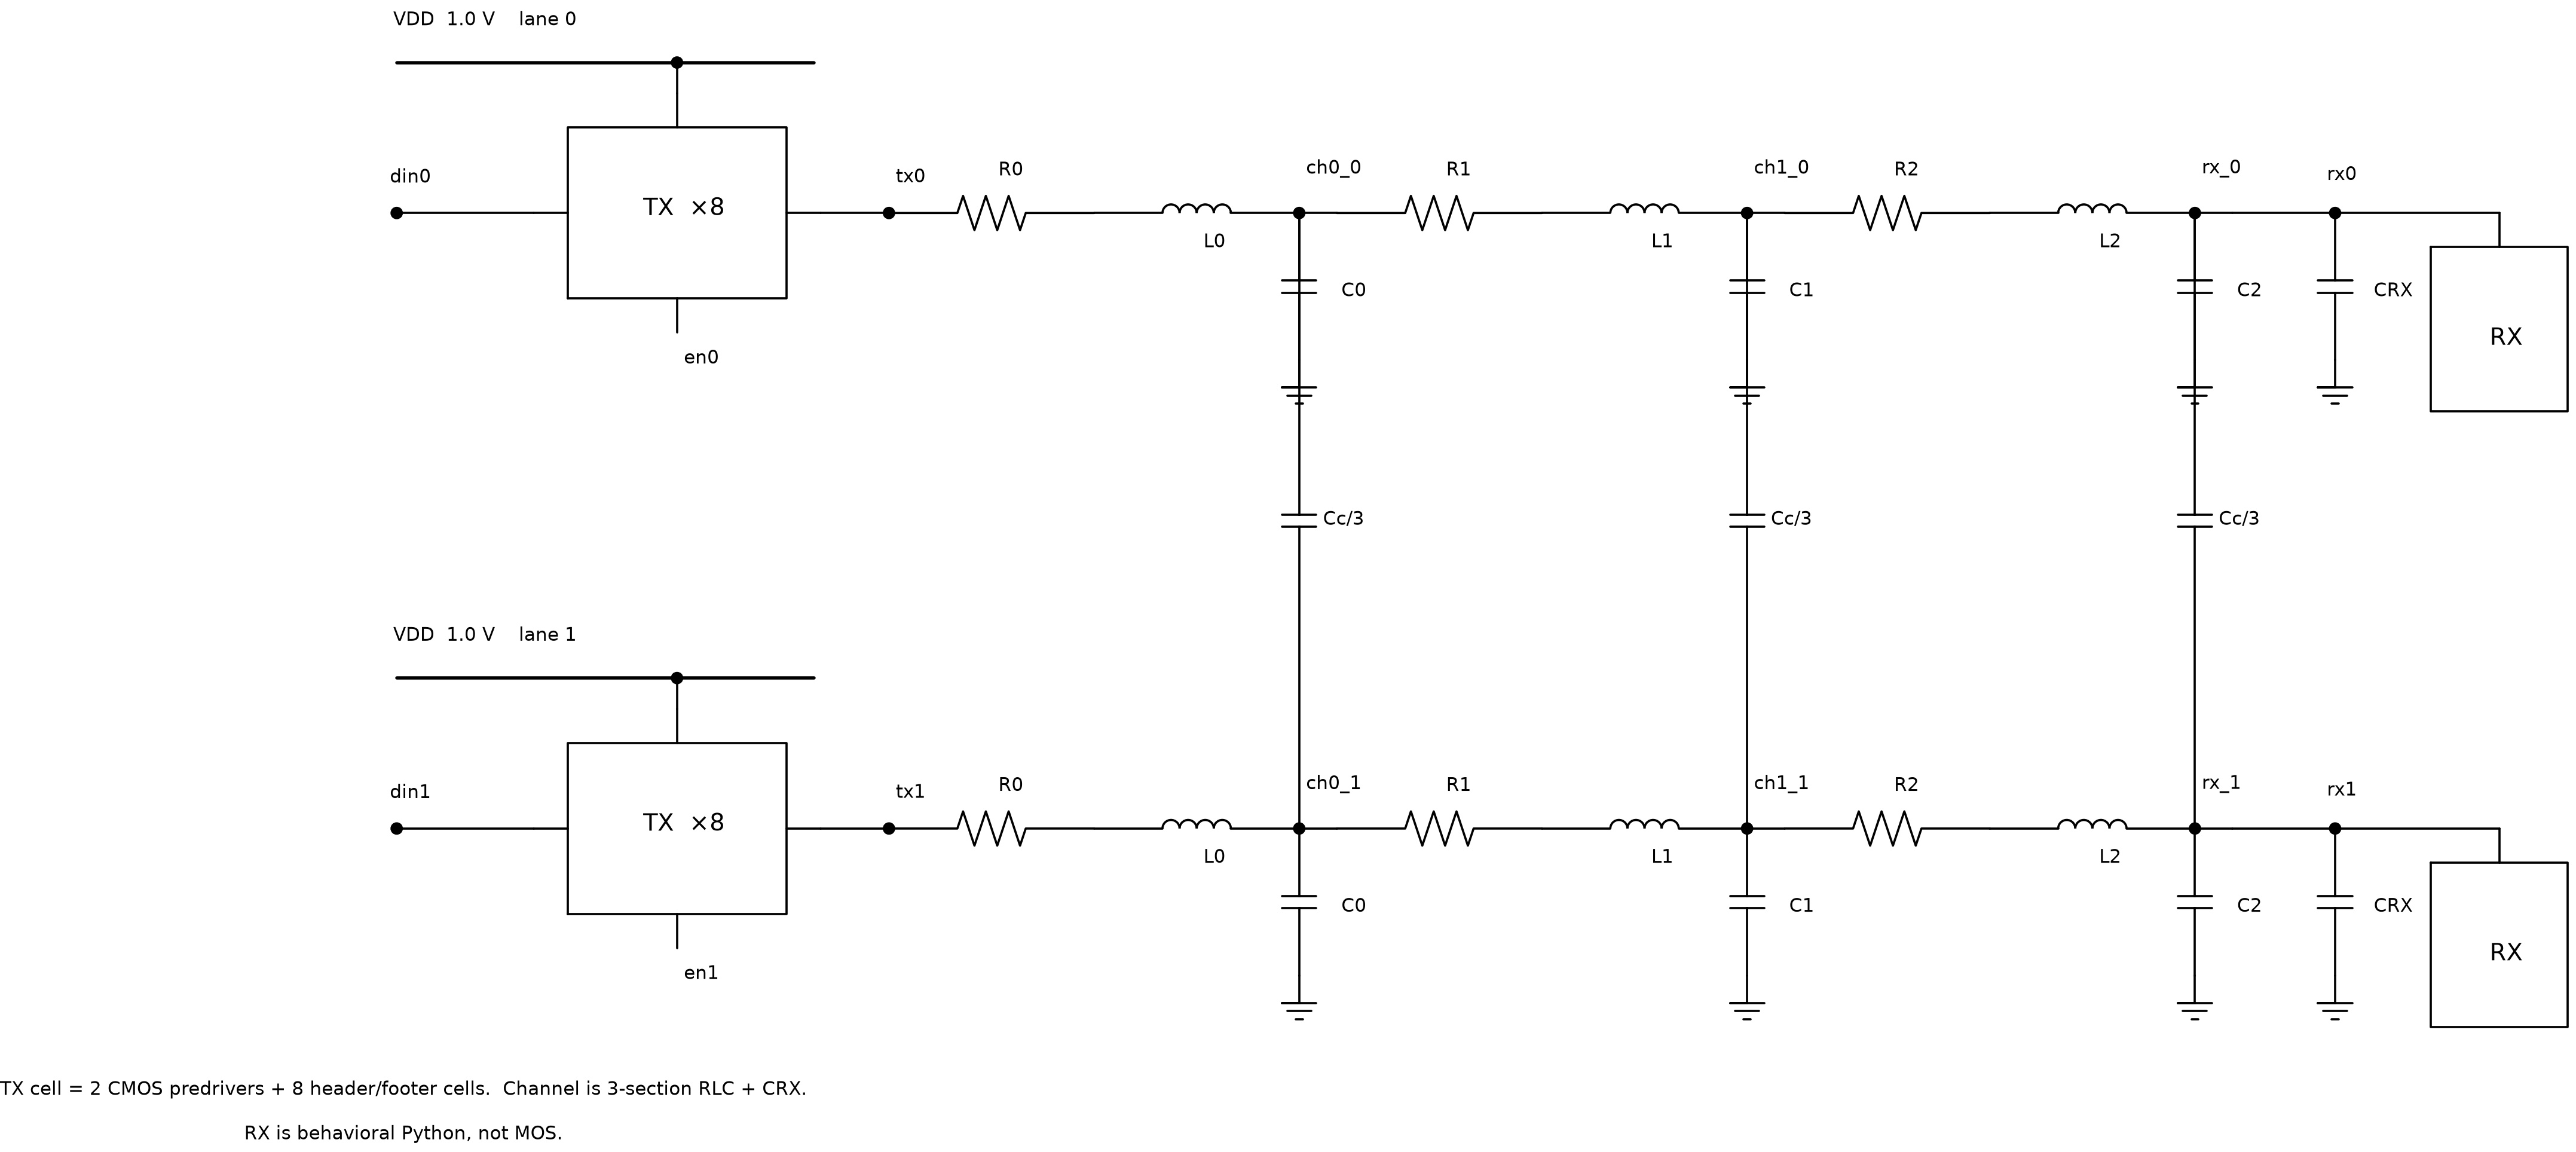 VDD  1.0 V    lane 0
din0
TX  ×8
en0
tx0
R0
L0
ch0_0
R1
L1
ch1_0
R2
L2
rx_0
rx0
C0
C1
C2
CRX
RX
Cc/3
Cc/3
Cc/3
VDD  1.0 V    lane 1
din1
TX  ×8
en1
tx1
R0
L0
ch0_1
R1
L1
ch1_1
R2
L2
rx_1
rx1
C0
C1
C2
CRX
RX
TX cell = 2 CMOS predrivers + 8 header/footer cells.  Channel is 3-section RLC + CRX.
RX is behavioral Python, not MOS.